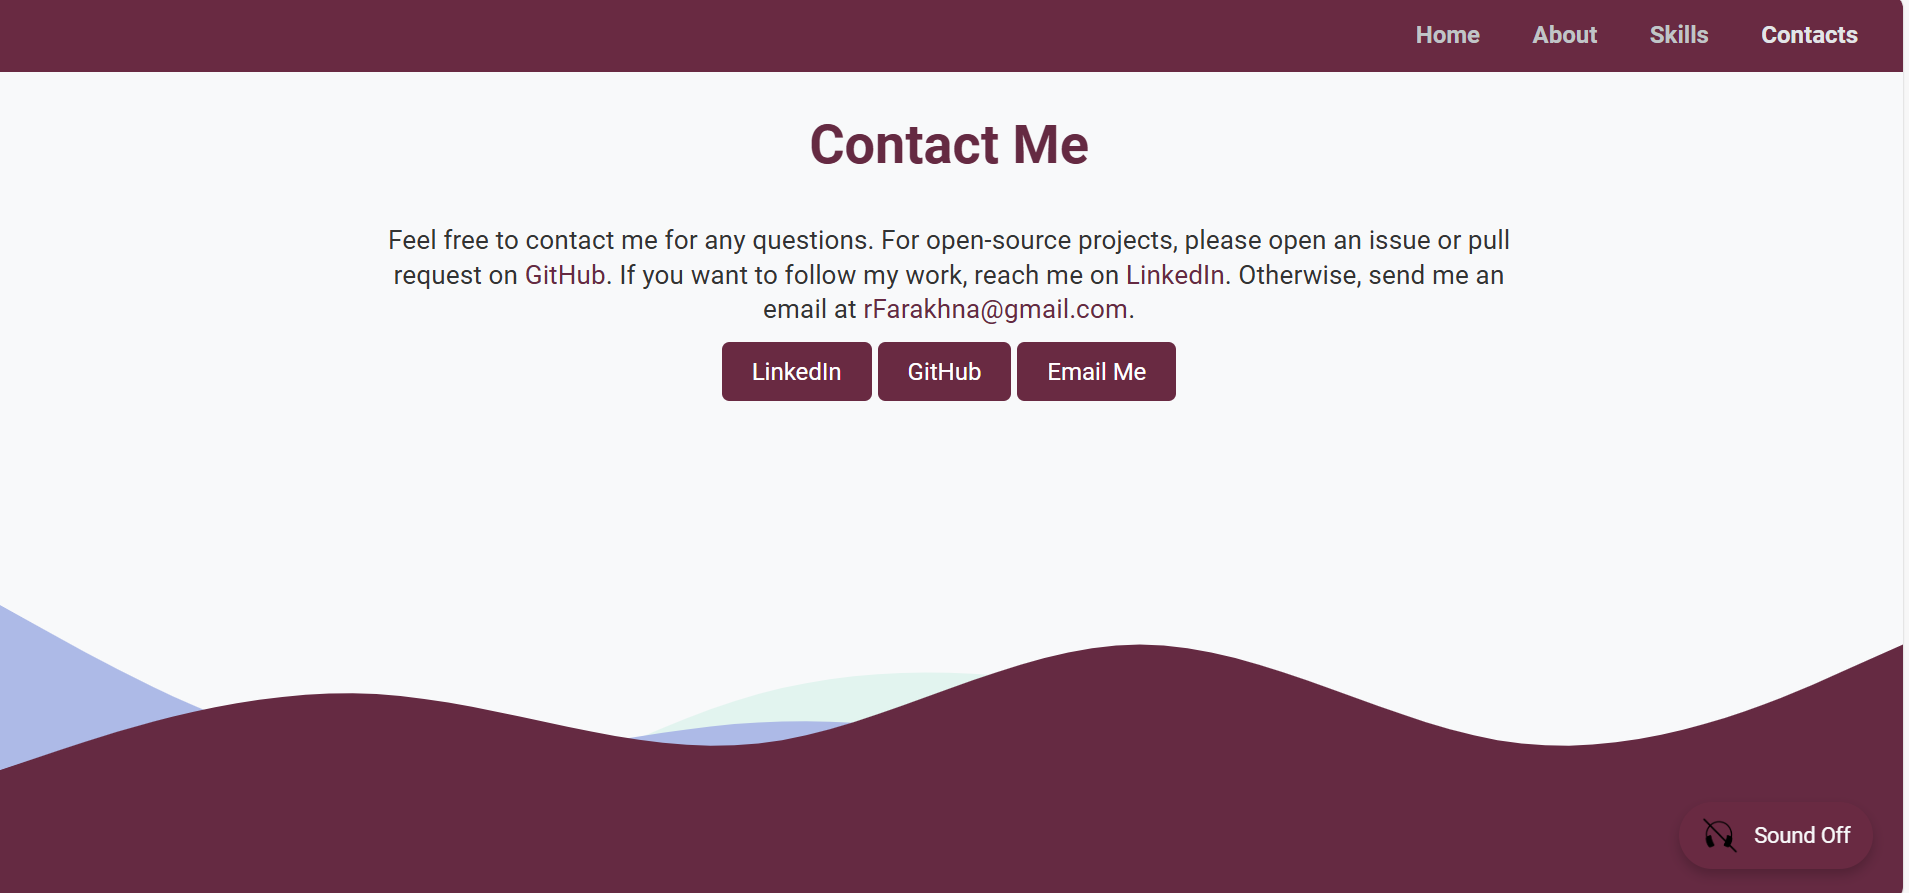 Home About Skills Contacts
Contact Me
Feel free to contact me for any questions. For open-source projects, please open an issue or pull
request on GitHub. If you want to follow my work, reach me on LinkedIn. Otherwise, send me an
email at rFarakhna@gmail.com.
LinkedIn GitHub Email Me
Sound Off